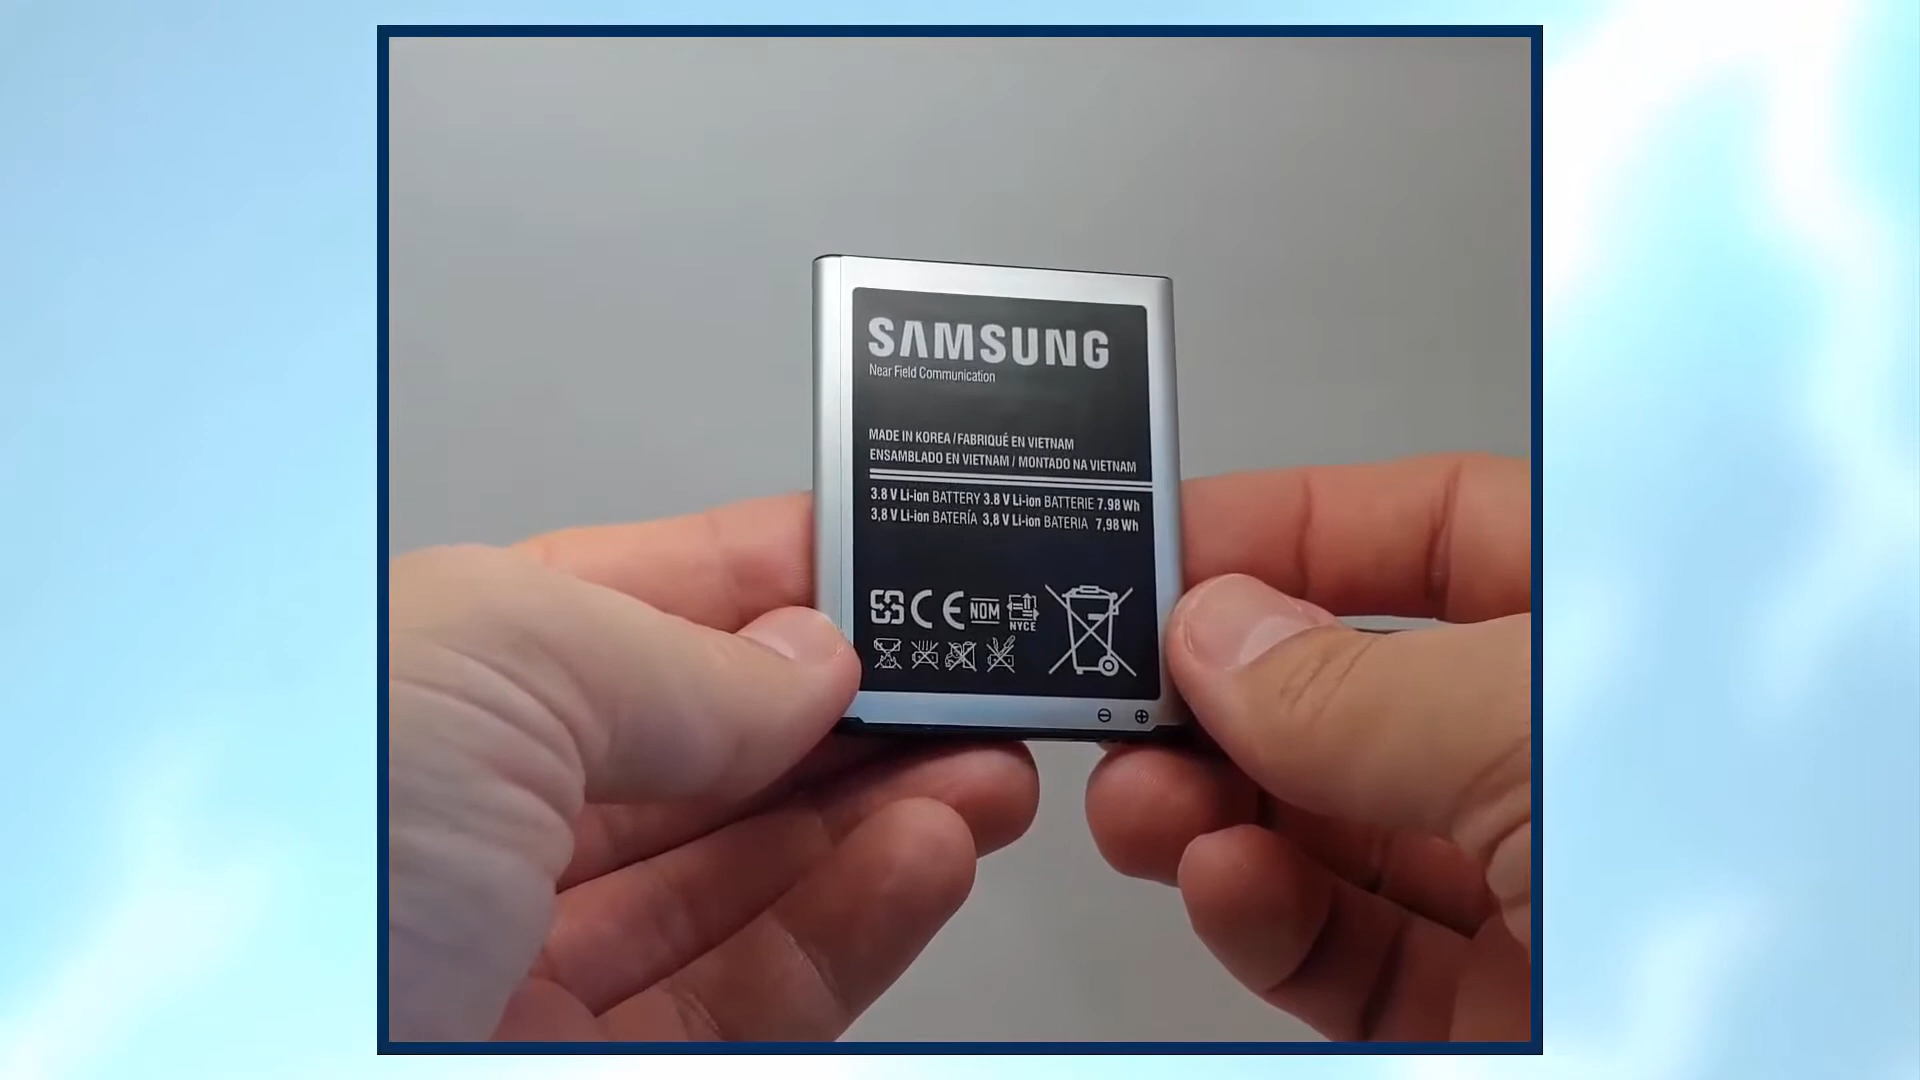 SAMSUNG
Near Field Communication
MADE IN KOREA / FABRIQUÉ EN VIETNAM
ENSAMBLADO EN VIETNAM / MONTADO NA VIETNAM
3.8 V Li-ion BATTERY 3.8 V Li-ion BATTERIE 7.98 Wh
3,8 V Li-ion BATERÍA 3,8 V Li-ion BATERIA 7,98 Wh
CE NOM NYCE